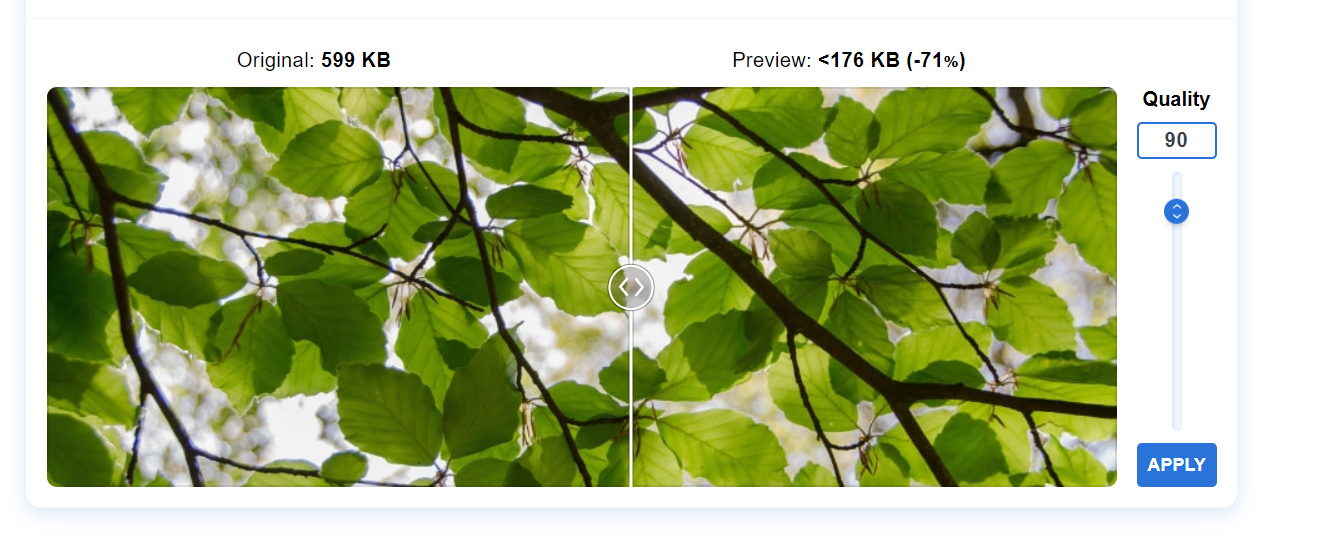 Original: 599 KB
Preview: <176 KB (-71%)
Quality
90
APPLY